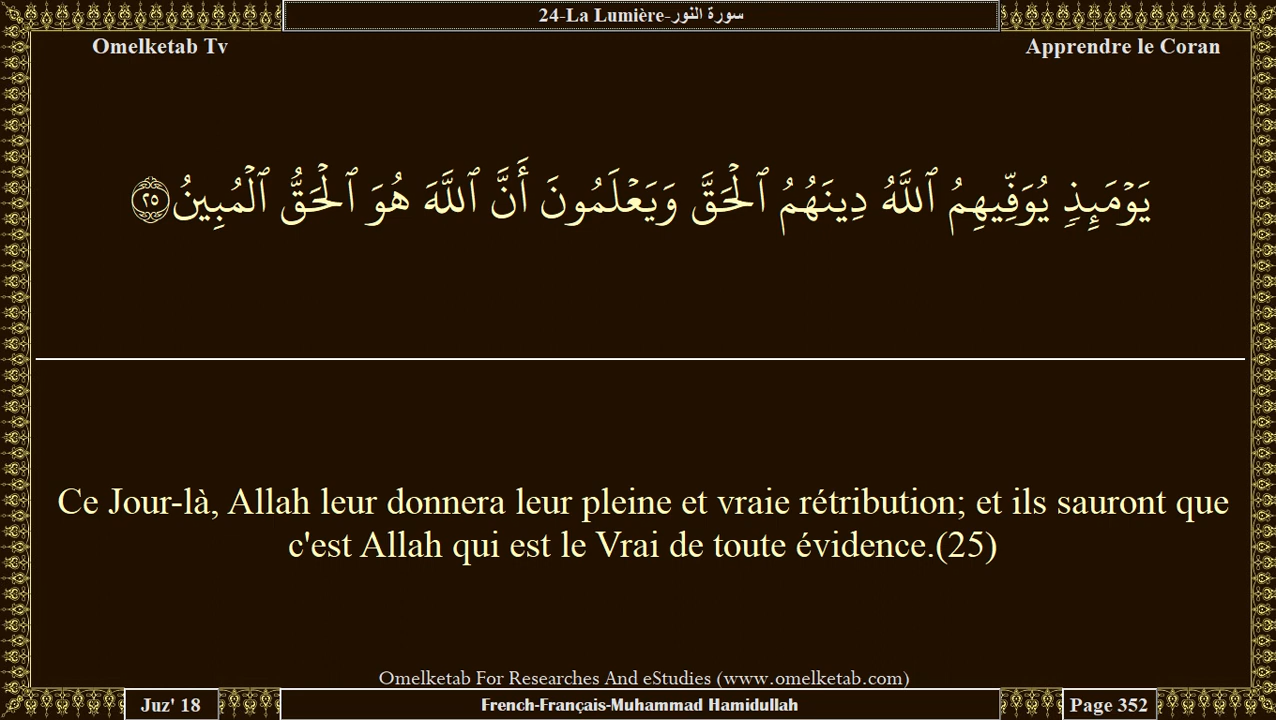 24-La Lumière-سورة النور
Omelketab Tv
Apprendre le Coran
يَوْمَئِذٍ يُوَفِّيهِمُ ٱللَّهُ دِينَهُمُ ٱلْحَقَّ وَيَعْلَمُونَ أَنَّ ٱللَّهَ هُوَ ٱلْحَقُّ ٱلْمُبِينُ ٢٥
Ce Jour-là, Allah leur donnera leur pleine et vraie rétribution; et ils sauront que
c'est Allah qui est le Vrai de toute évidence.(25)
Omelketab For Researches And eStudies (www.omelketab.com)
Juz' 18
French-Français-Muhammad Hamidullah
Page 352